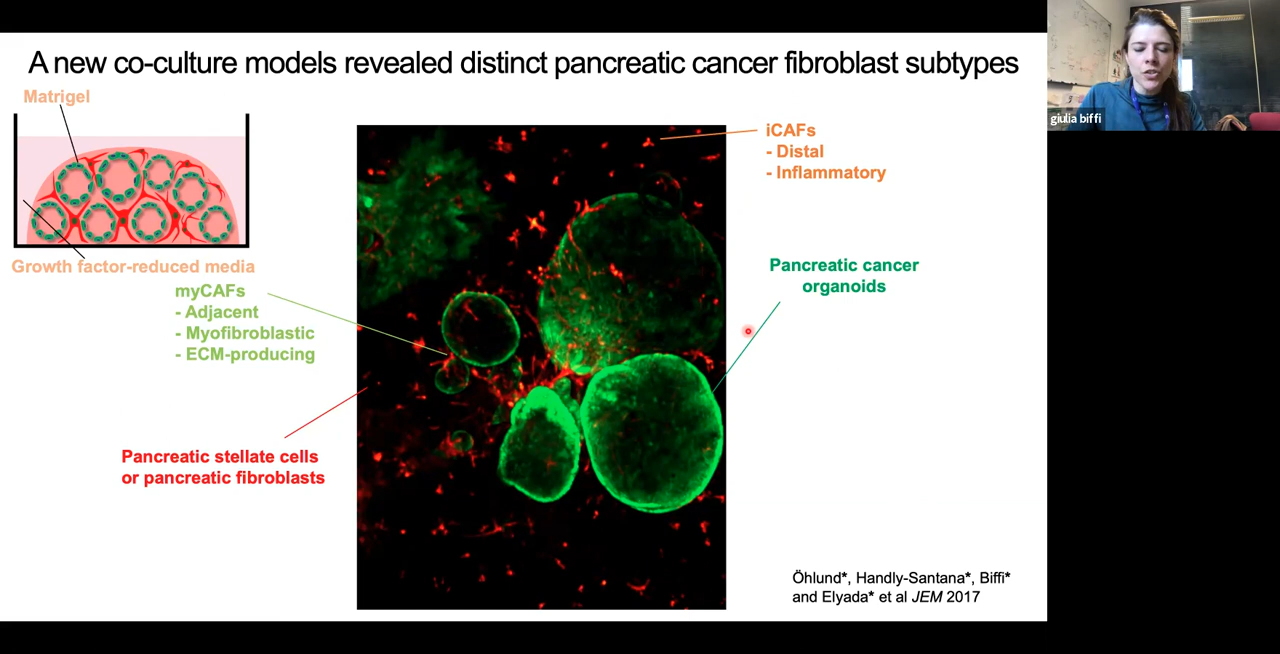 A new co-culture models revealed distinct pancreatic cancer fibroblast subtypes
Matrigel
Growth factor-reduced media
myCAFs
- Adjacent
- Myofibroblastic
- ECM-producing
Pancreatic stellate cells
or pancreatic fibroblasts
iCAFs
- Distal
- Inflammatory
Pancreatic cancer
organoids
Öhlund*, Handly-Santana*, Biffi*
and Elyada* et al JEM 2017
giulia biffi